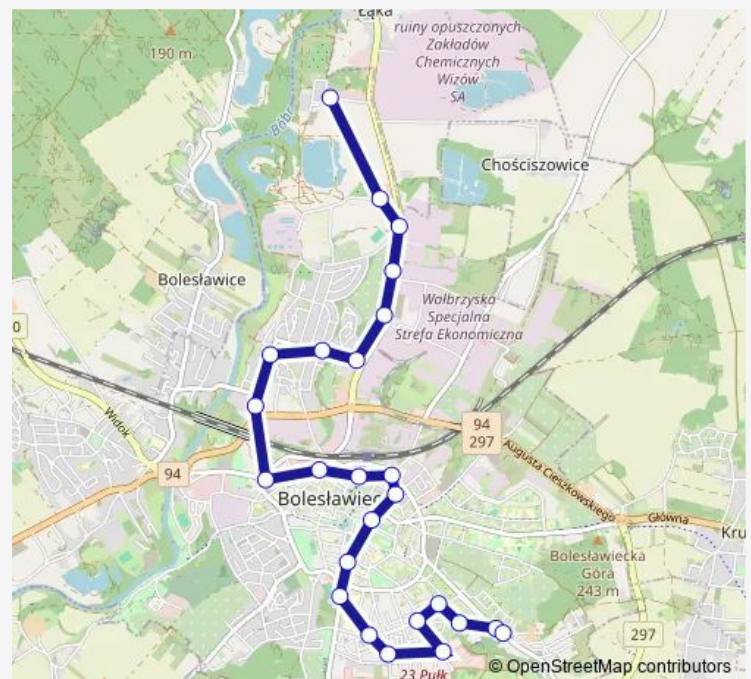 Łąka
ruiny opuszczonych
Zakładów
Chemicznych
Wizów
- SA
190 m
Bóbr
Chościszowice
Bolesławice
Wałbrzyska
Specjalna
Strefa Ekonomiczna
0
Widok
94
94
297
Augusta Cieszkowskiego
Główna
Bolesławiec
Kru
Bolesławiecka
Góra
243 m
297
23 Pułk
© OpenStreetMap contributors